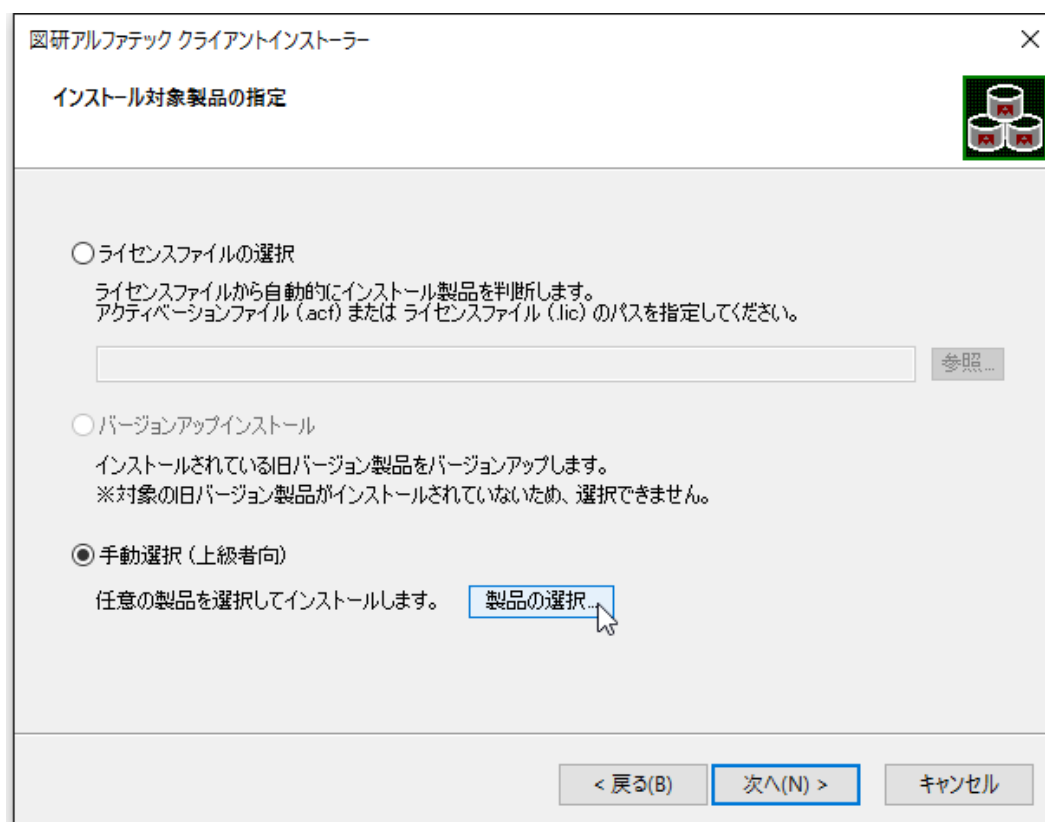 図研アルファテック クライアントインストーラー
インストール対象製品の指定
ライセンスファイルの選択
ライセンスファイルから自動的にインストール製品を判断します。
アクティベーションファイル (.acf) または ライセンスファイル (.lic) のパスを指定してください。
参照...
バージョンアップインストール
インストールされている旧バージョン製品をバージョンアップします。
※対象の旧バージョン製品がインストールされていないため、選択できません。
手動選択 (上級者向)
任意の製品を選択してインストールします。 製品の選択...
< 戻る(B) 次へ(N) > キャンセル